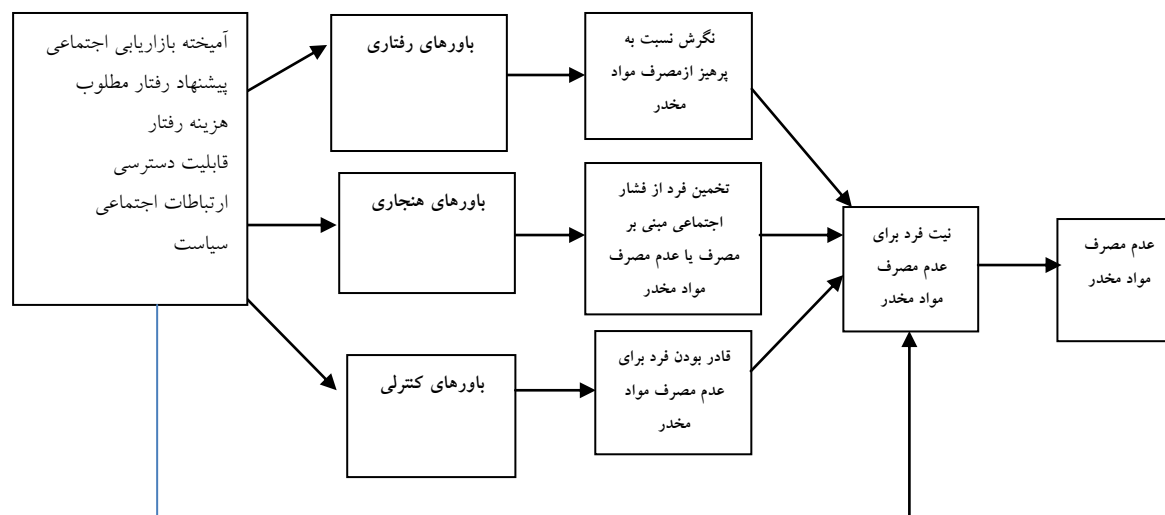 آمیخته بازاریابی اجتماعی
پیشنهاد رفتار مطلوب
هزینه رفتار
قابلیت دسترسی
ارتباطات اجتماعی
سیاست
باورهای رفتاری
باورهای هنجاری
باورهای کنترلی
نگرش نسبت به
پرهیز ازمصرف مواد
مخدر
تخمین فرد از فشار
اجتماعی مبنی بر
مصرف یا عدم مصرف
مواد مخدر
قادر بودن فرد برای
عدم مصرف مواد
مخدر
نیت فرد برای
عدم مصرف
مواد مخدر
عدم مصرف
مواد مخدر